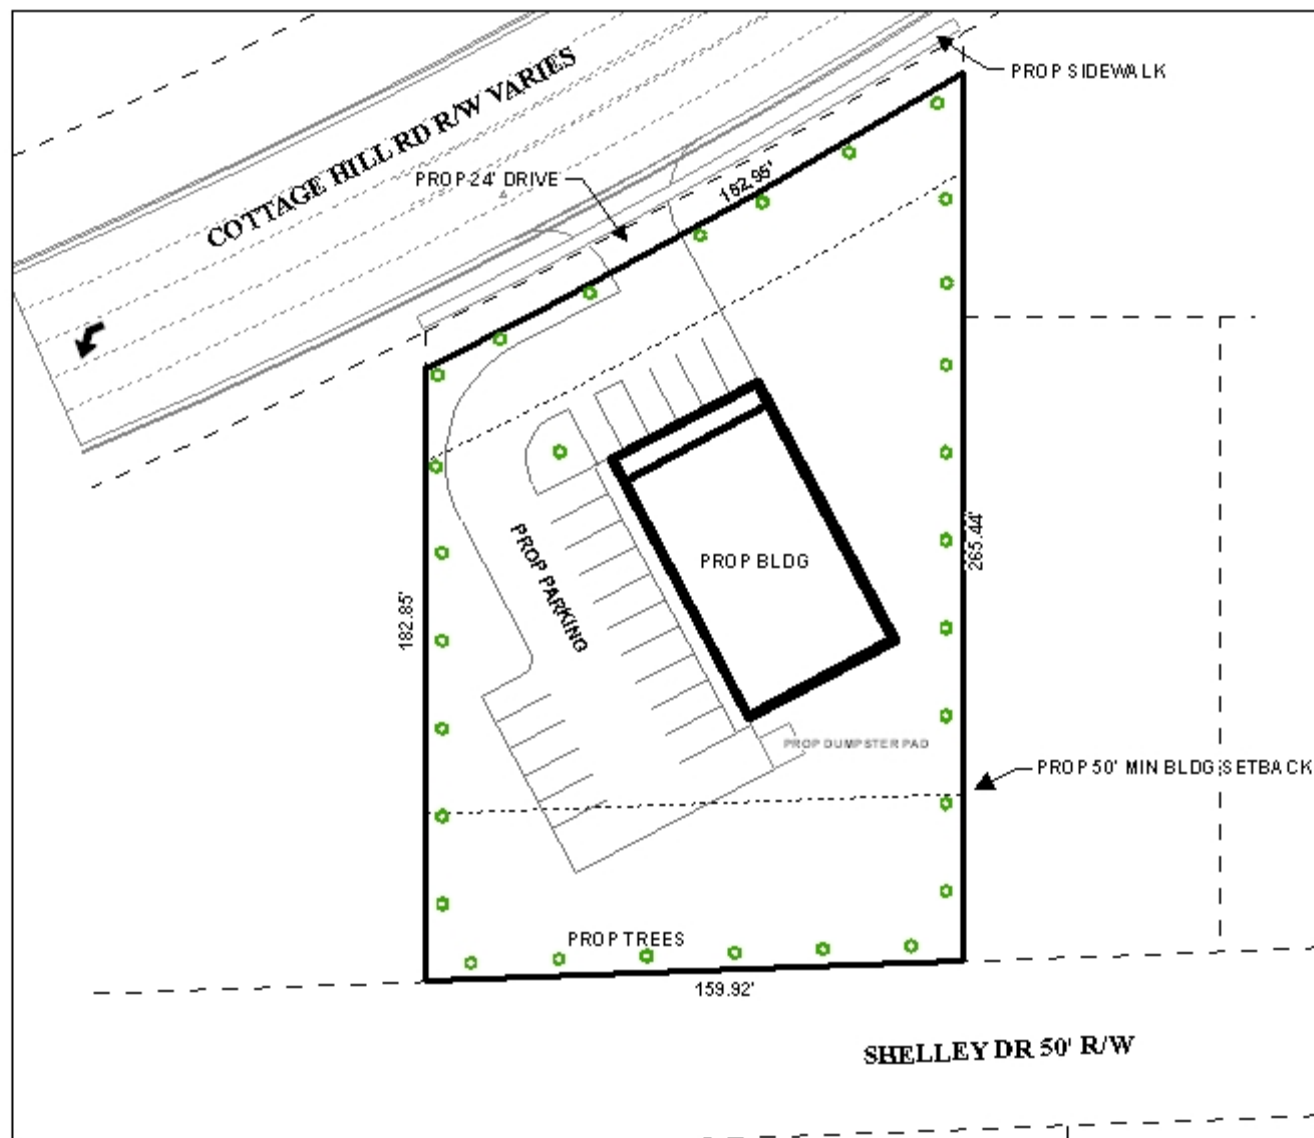 COTTAGE HILL RD R/W VARIES
PROP SIDEWALK
PROP 24' DRIVE
182.95'
PROP BLDG
PROP PARKING
265.44'
182.85'
PROP DUMPSTER PAD
PROP 50' MIN BLDG SETBACK
PROP TREES
159.92'
SHELLEY DR 50' R/W